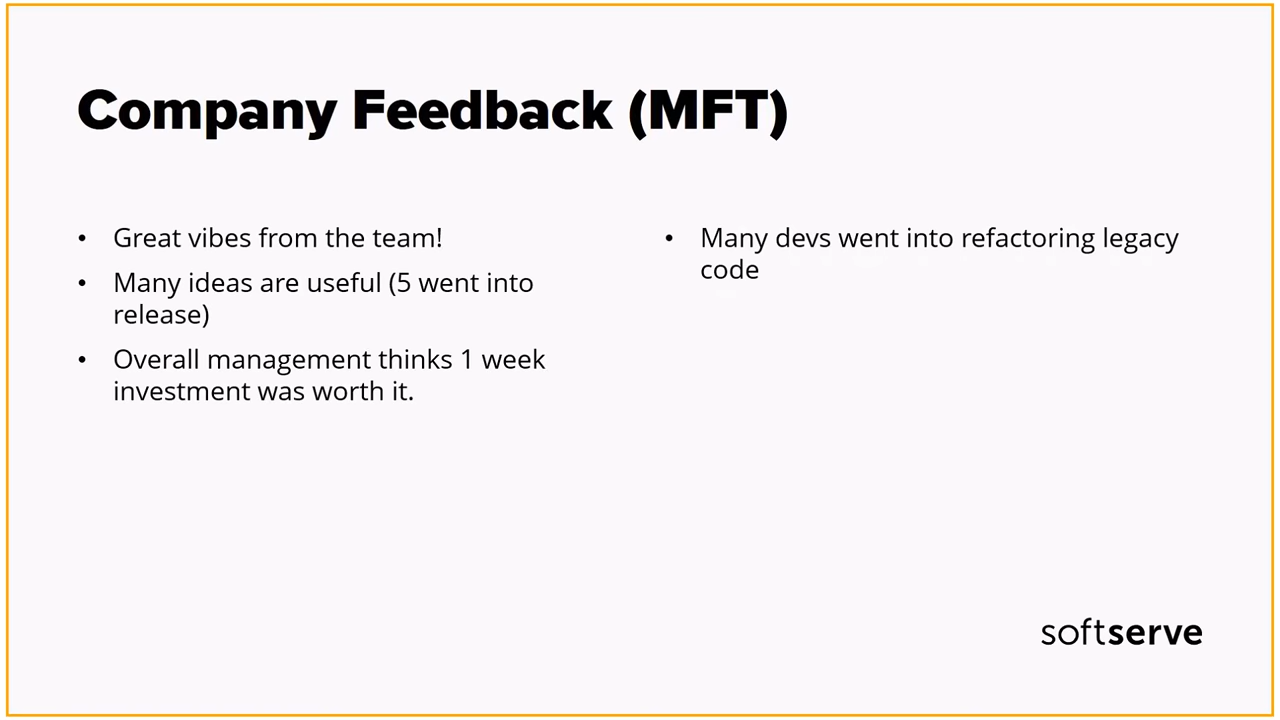 Company Feedback (MFT)
• Great vibes from the team!
• Many ideas are useful (5 went into
release)
• Overall management thinks 1 week
investment was worth it.
• Many devs went into refactoring legacy
code
softserve